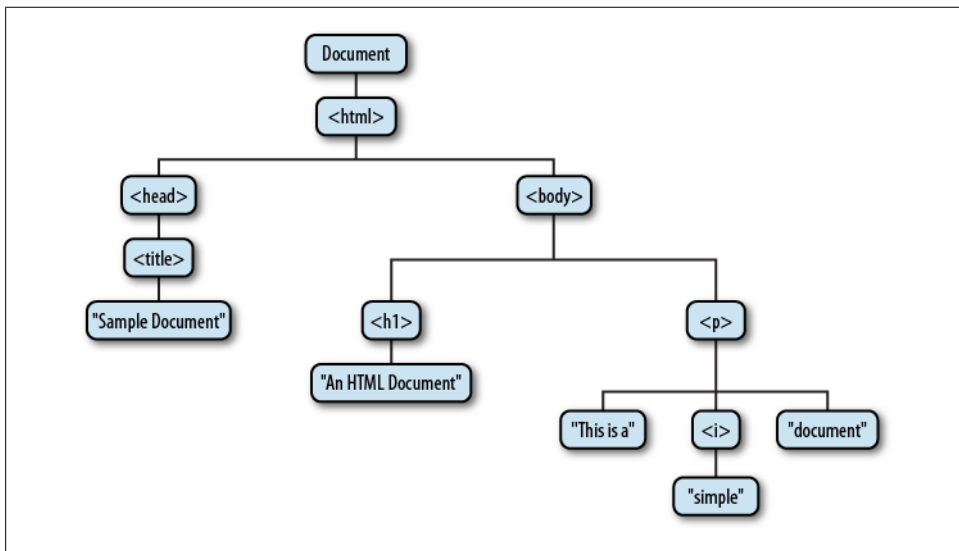 Document
<html>
<head>
<body>
<title>
"Sample Document"
<h1>
<p>
"An HTML Document"
"This is a"
<i>
"document"
"simple"